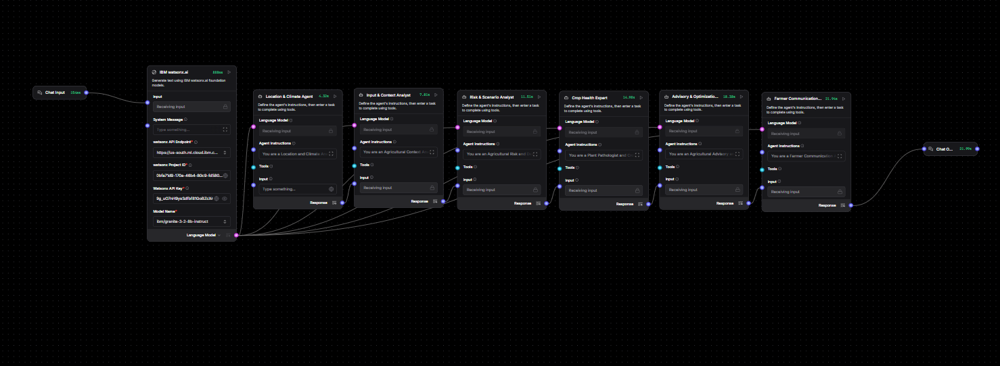 Chat Input
154ms
IBM watsonx.ai
888ms
Generate text using IBM watsonx.ai foundation
models.
Input
Receiving input
System Message
Type something...
watsonx API Endpoint*
https://us-south.ml.cloud.ibm.c...
watsonx Project ID*
Watsonx API Key*
Model Name*
ibm/granite-3-2-8b-instruct
Language Model
Location & Climate Agent
4.32s
Define the agent's instructions, then enter a task
to complete using tools.
Language Model
Receiving input
Agent Instructions
You are a Location and Climate
Tools
Input
Type something...
Response
Input & Context Analyst
7.81s
Define the agent's instructions, then enter a task
to complete using tools.
Language Model
Receiving input
Agent Instructions
You are an Agricultural Context
Tools
Input
Receiving input
Response
Risk & Scenario Analyst
11.51s
Define the agent's instructions, then enter a task
to complete using tools.
Language Model
Receiving input
Agent Instructions
You are an Agricultural Risk and
Tools
Input
Receiving input
Response
Crop Health Expert
14.98s
Define the agent's instructions, then enter a task
to complete using tools.
Language Model
Receiving input
Agent Instructions
You are a Plant Pathologist and
Tools
Input
Receiving input
Response
Advisory & Optimizatio...
18.28s
Define the agent's instructions, then enter a task
to complete using tools.
Language Model
Receiving input
Agent Instructions
You are an Agricultural Advisory
Tools
Input
Receiving input
Response
Farmer Communication...
21.94s
Define the agent's instructions, then enter a task
to complete using tools.
Language Model
Receiving input
Agent Instructions
You are a Farmer Communication
Tools
Input
Receiving input
Response
Chat O...
21.99s